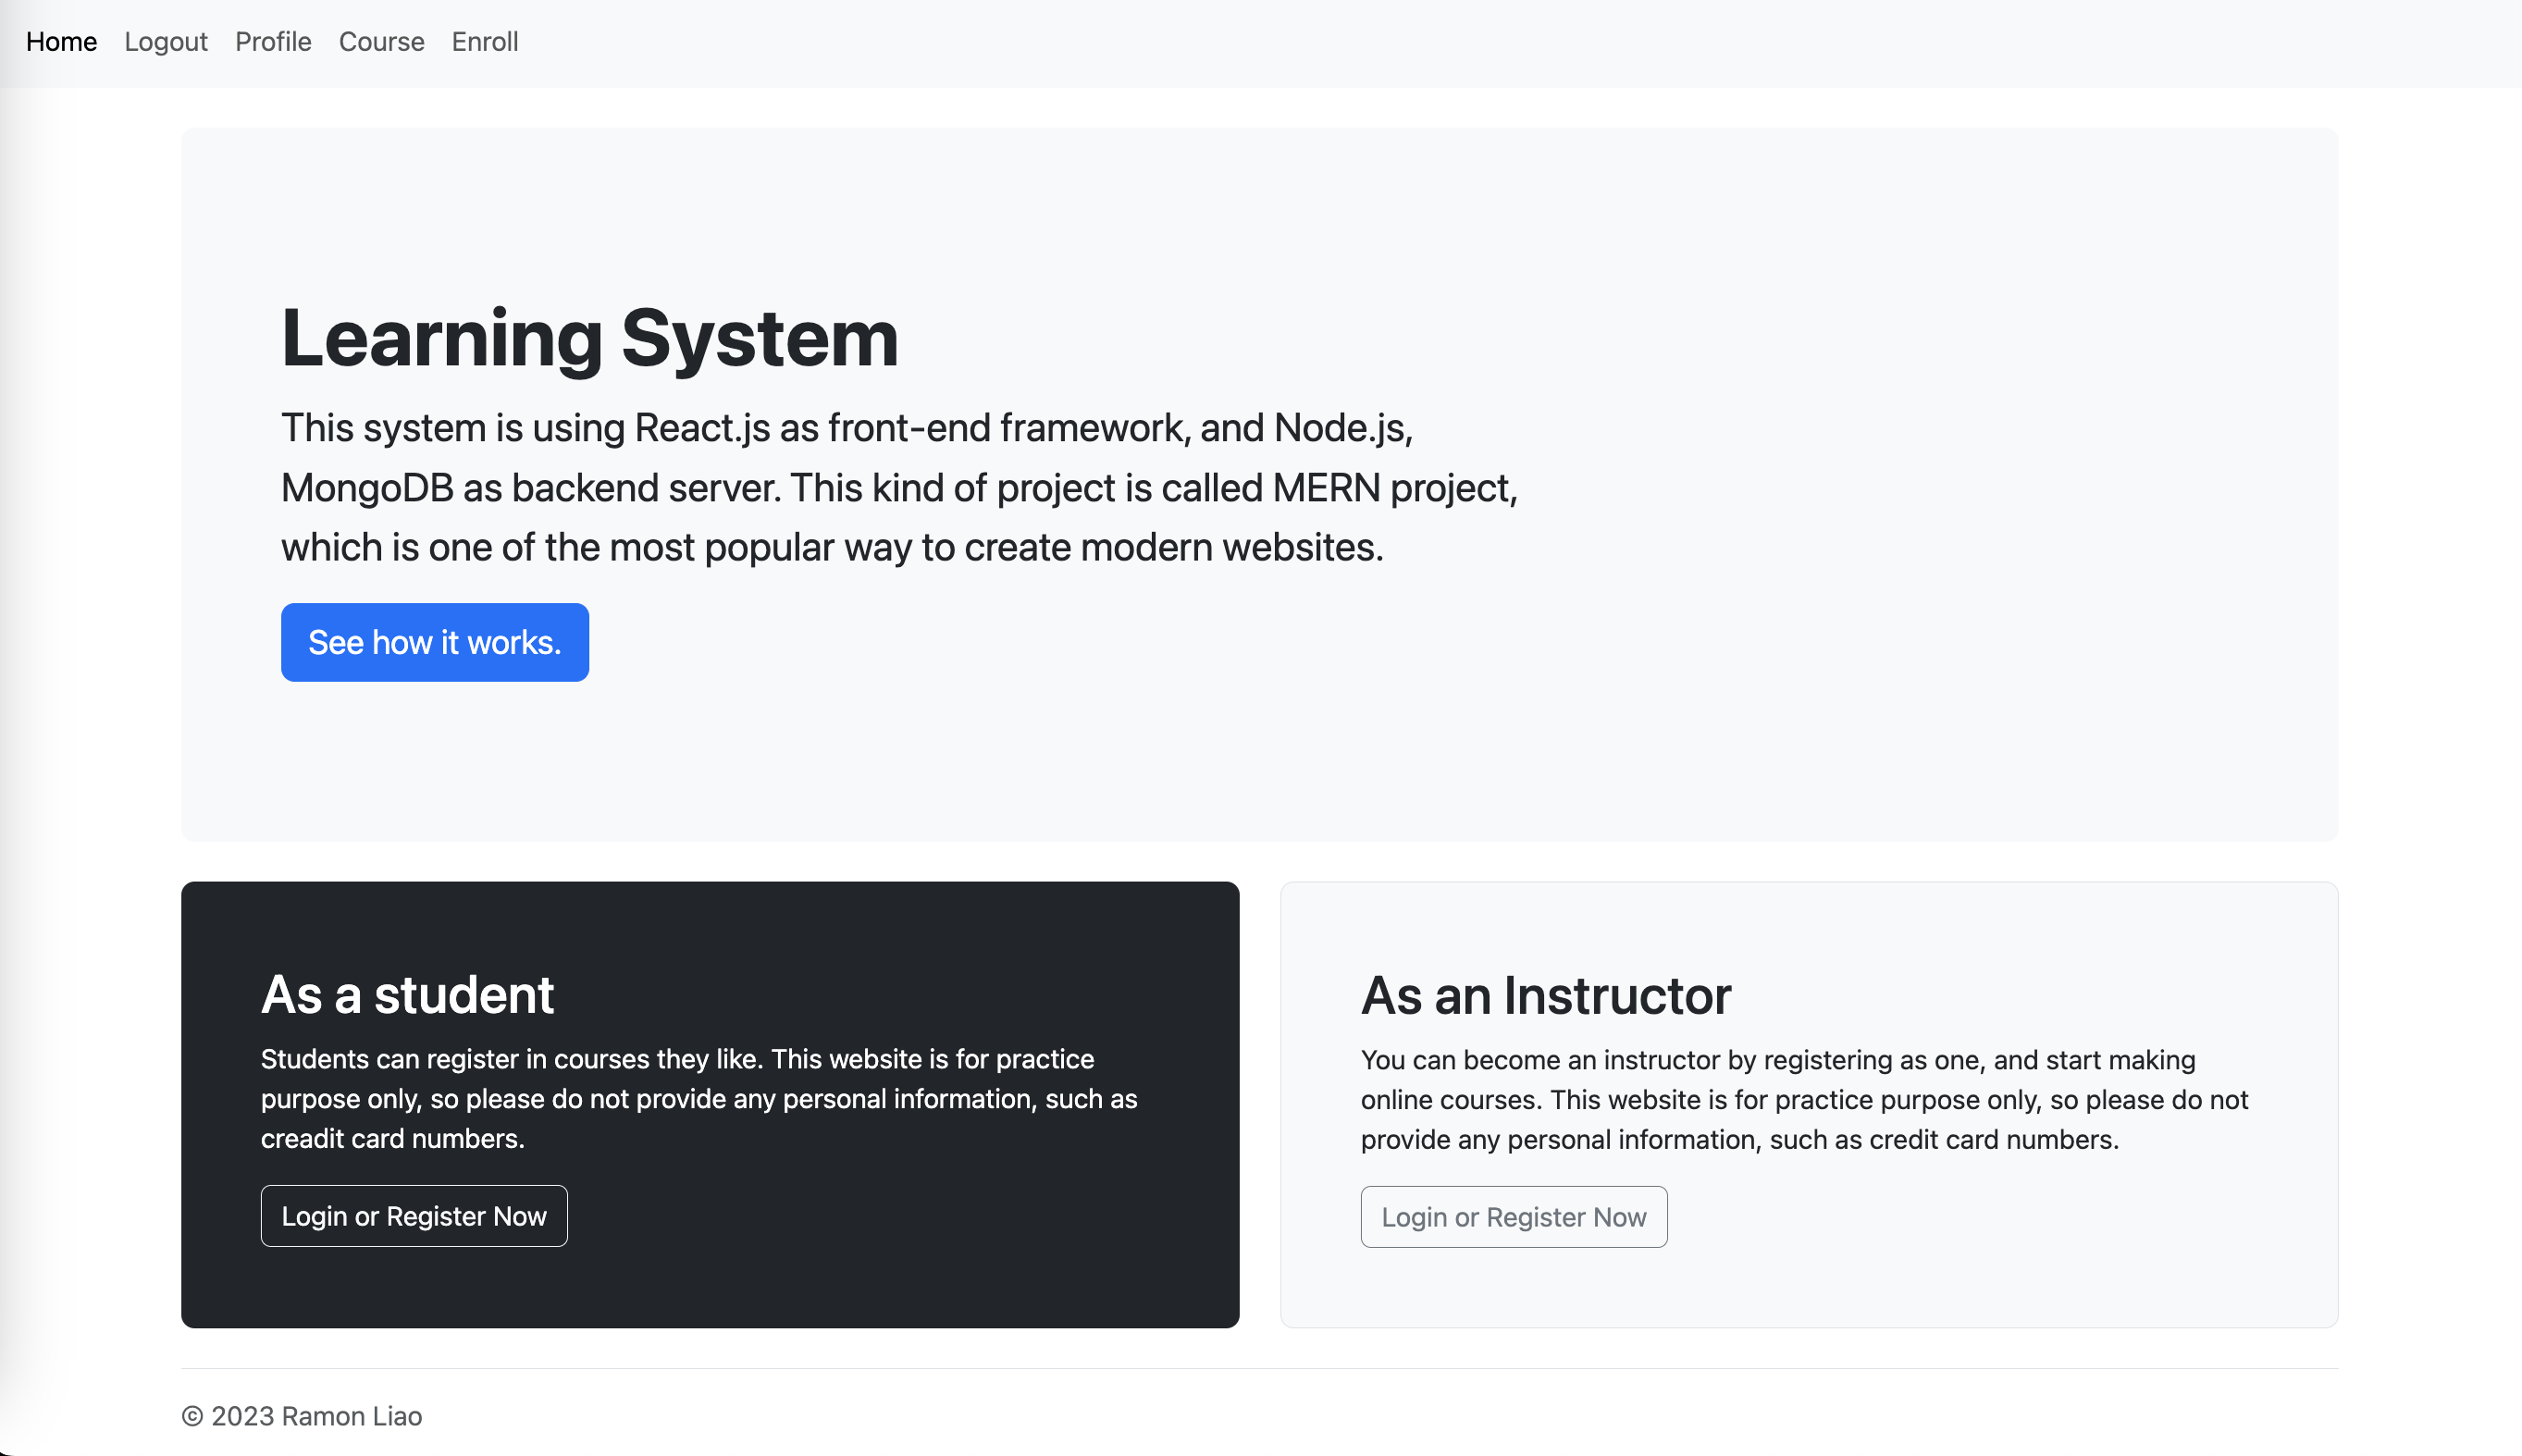 Home Logout Profile Course Enroll
Learning System
This system is using React.js as front-end framework, and Node.js,
MongoDB as backend server. This kind of project is called MERN project,
which is one of the most popular way to create modern websites.
See how it works.
As a student
Students can register in courses they like. This website is for practice
purpose only, so please do not provide any personal information, such as
creadit card numbers.
Login or Register Now
As an Instructor
You can become an instructor by registering as one, and start making
online courses. This website is for practice purpose only, so please do not
provide any personal information, such as credit card numbers.
Login or Register Now
© 2023 Ramon Liao